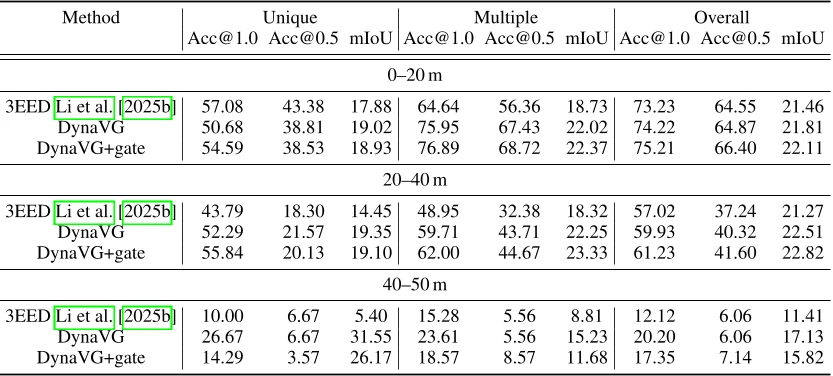 Method Unique Multiple Overall
Acc@1.0 Acc@0.5 mIoU Acc@1.0 Acc@0.5 mIoU Acc@1.0 Acc@0.5 mIoU
0–20 m
3EED Li et al. [2025b] 57.08 43.38 17.88 64.64 56.36 18.73 73.23 64.55 21.46
DynaVG 50.68 38.81 19.02 75.95 67.43 22.02 74.22 64.87 21.81
DynaVG+gate 54.59 38.53 18.93 76.89 68.72 22.37 75.21 66.40 22.11
20–40 m
3EED Li et al. [2025b] 43.79 18.30 14.45 48.95 32.38 18.32 57.02 37.24 21.27
DynaVG 52.29 21.57 19.35 59.71 43.71 22.25 59.93 40.32 22.51
DynaVG+gate 55.84 20.13 19.10 62.00 44.67 23.33 61.23 41.60 22.82
40–50 m
3EED Li et al. [2025b] 10.00 6.67 5.40 15.28 5.56 8.81 12.12 6.06 11.41
DynaVG 26.67 6.67 31.55 23.61 5.56 15.23 20.20 6.06 17.13
DynaVG+gate 14.29 3.57 26.17 18.57 8.57 11.68 17.35 7.14 15.82